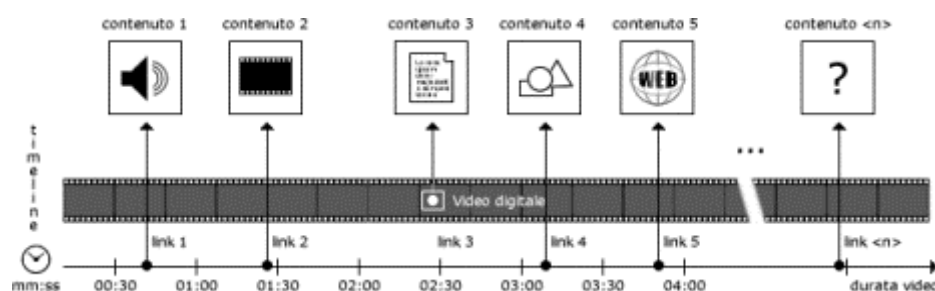 contenuto 1 contenuto 2 contenuto 3 contenuto 4 contenuto 5 contenuto <n>
WEB ?
...
timeline
Video digitale
link 1 link 2 link 3 link 4 link 5 link <n>
mm:ss 00:30 01:00 01:30 02:00 02:30 03:00 03:30 04:00 durata video